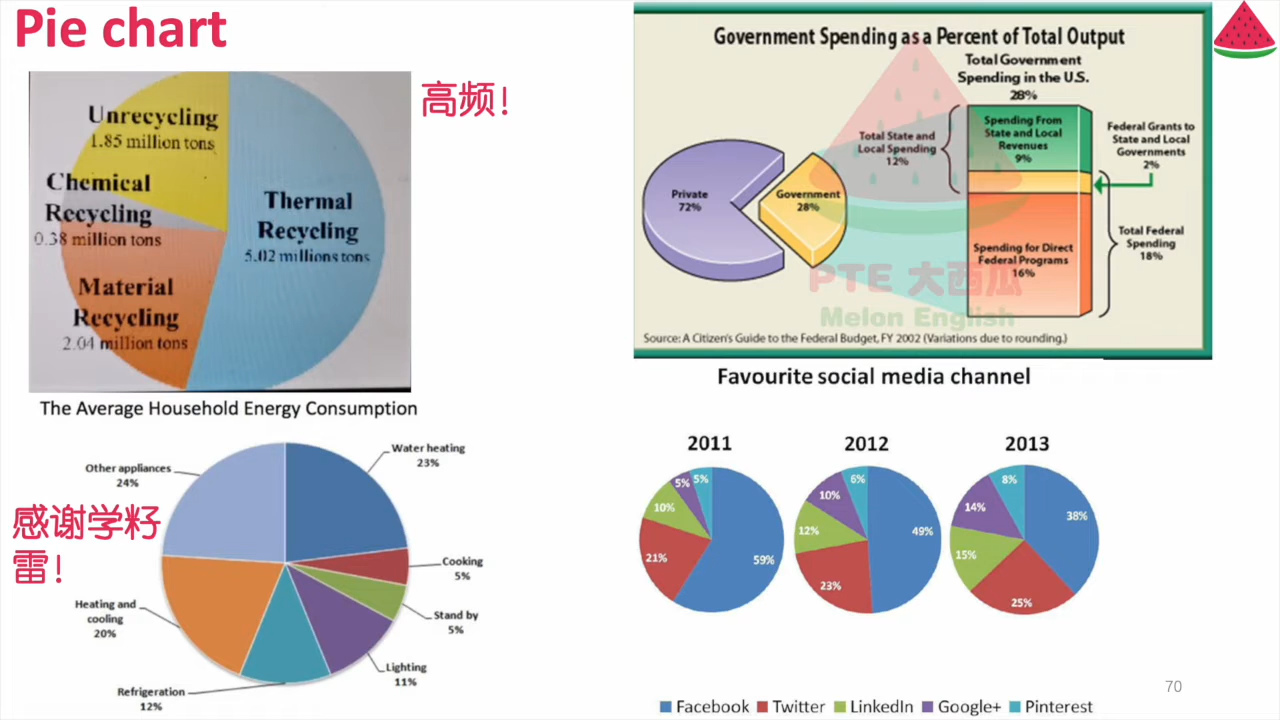 Pie chart
高频！
Unrecycling
1.85 million tons
Chemical
Recycling
0.38 million tons
Thermal
Recycling
5.02 millions tons
Material
Recycling
2.04 million tons
Government Spending as a Percent of Total Output
Total Government
Spending in the U.S.
28%
Total State and
Local Spending
12%
Spending From
State and Local
Revenues
9%
Federal Grants to
State and Local
Governments
2%
Private
72%
Government
28%
Spending for Direct
Federal Programs
16%
Total Federal
Spending
18%
PTE 大西瓜
Melon English
Source: A Citizen's Guide to the Federal Budget, FY 2002 (Variations due to rounding.)
The Average Household Energy Consumption
Water heating
23%
Other appliances
24%
感谢学籽
雷！
Cooking
5%
Stand by
5%
Heating and
cooling
20%
Lighting
11%
Refrigeration
12%
Favourite social media channel
2011
2012
2013
5%
5%
10%
21%
59%
6%
10%
12%
23%
49%
8%
14%
15%
25%
38%
70
Facebook Twitter LinkedIn Google+ Pinterest